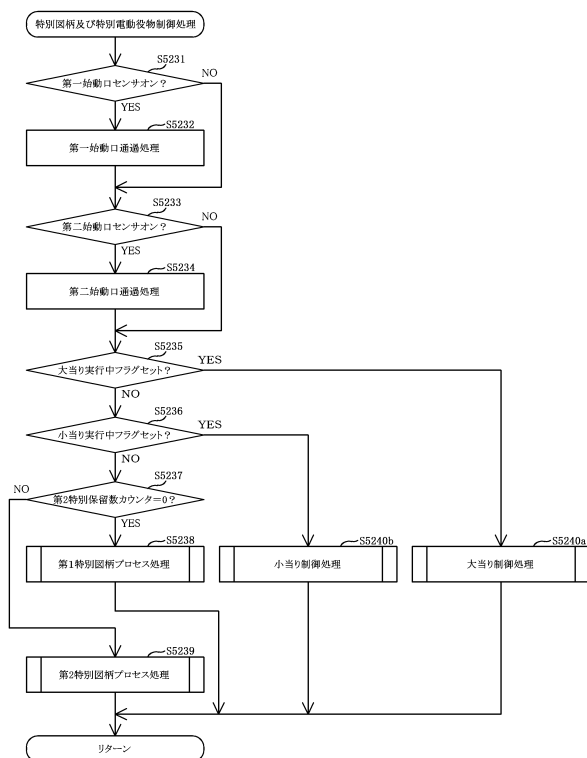 特別図柄及び特別電動役物制御処理
S5231
第一始動口センサオン?
NO
YES
S5232
第一始動口通過処理
S5233
第二始動口センサオン?
NO
YES
S5234
第二始動口通過処理
S5235
大当り実行中フラグセット?
YES
NO
S5236
小当り実行中フラグセット?
YES
NO
S5237
NO
第2特別保留数カウンタ=0?
YES
S5238
第1特別図柄プロセス処理
S5240b
小当り制御処理
S5240a
大当り制御処理
S5239
第2特別図柄プロセス処理
リターン